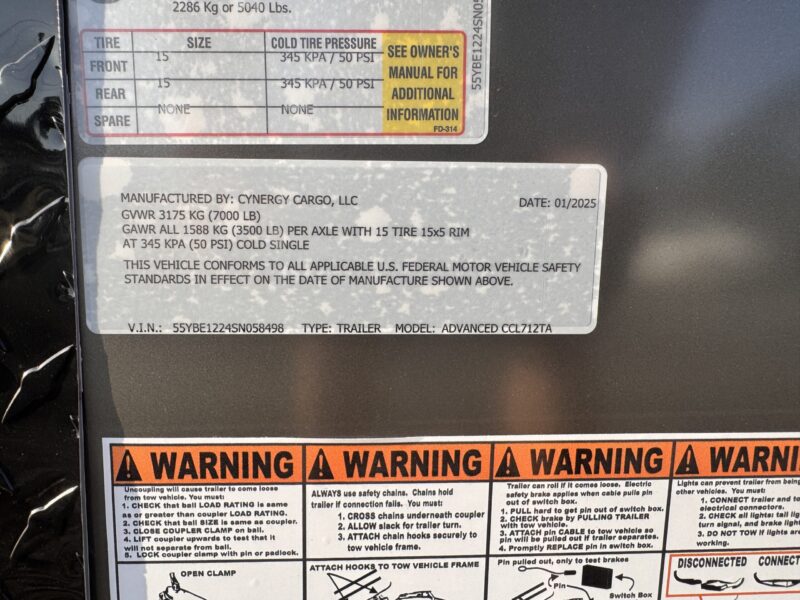 2286 Kg or 5040 Lbs.
TIRE SIZE COLD TIRE PRESSURE
FRONT 15 345 KPA / 50 PSI
REAR 15 345 KPA / 50 PSI
SPARE NONE NONE
SEE OWNER'S
MANUAL FOR
ADDITIONAL
INFORMATION
FD-314
55YBE1224SN05
MANUFACTURED BY: CYNERGY CARGO, LLC DATE: 01/2025
GVWR 3175 KG (7000 LB)
GAWR ALL 1588 KG (3500 LB) PER AXLE WITH 15 TIRE 15x5 RIM
AT 345 KPA (50 PSI) COLD SINGLE
THIS VEHICLE CONFORMS TO ALL APPLICABLE U.S. FEDERAL MOTOR VEHICLE SAFETY
STANDARDS IN EFFECT ON THE DATE OF MANUFACTURE SHOWN ABOVE.
V.I.N.: 55YBE1224SN058498 TYPE: TRAILER MODEL: ADVANCED CCL712TA
WARNING
Uncoupling will cause trailer to come loose
from tow vehicle. You must:
1. CHECK that ball LOAD RATING is same
as or greater than coupler LOAD RATING.
2. CHECK that ball SIZE is same as coupler.
3. CLOSE COUPLER CLAMP on ball.
4. LIFT coupler upwards to test that it
will not separate from ball.
5. LOCK coupler clamp with pin or padlock.
OPEN CLAMP
WARNING
ALWAYS use safety chains. Chains hold
trailer if connection fails. You must:
1. CROSS chains underneath coupler
2. ALLOW slack for trailer turn.
3. ATTACH chain hooks securely to
tow vehicle frame.
ATTACH HOOKS TO TOW VEHICLE FRAME
WARNING
Trailer can roll if it comes loose. Electric
safety brake applies when cable pulls pin
out of switch box.
1. PULL hard to get pin out of switch box.
2. CHECK brake by PULLING TRAILER
with tow vehicle.
3. ATTACH pin CABLE to tow vehicle so
pin will be pulled out if trailer separates.
4. Promptly REPLACE pin in switch box.
Pin pulled out, only to test brakes
Pin
Switch Box
WARNIN
Lights can prevent trailer from being
other vehicles. You must:
1. CONNECT trailer and to
electrical connectors.
2. CHECK all lights: tail lig
turn signal, and brake light
3. DO NOT TOW if lights are
working.
DISCONNECTED CONNECT